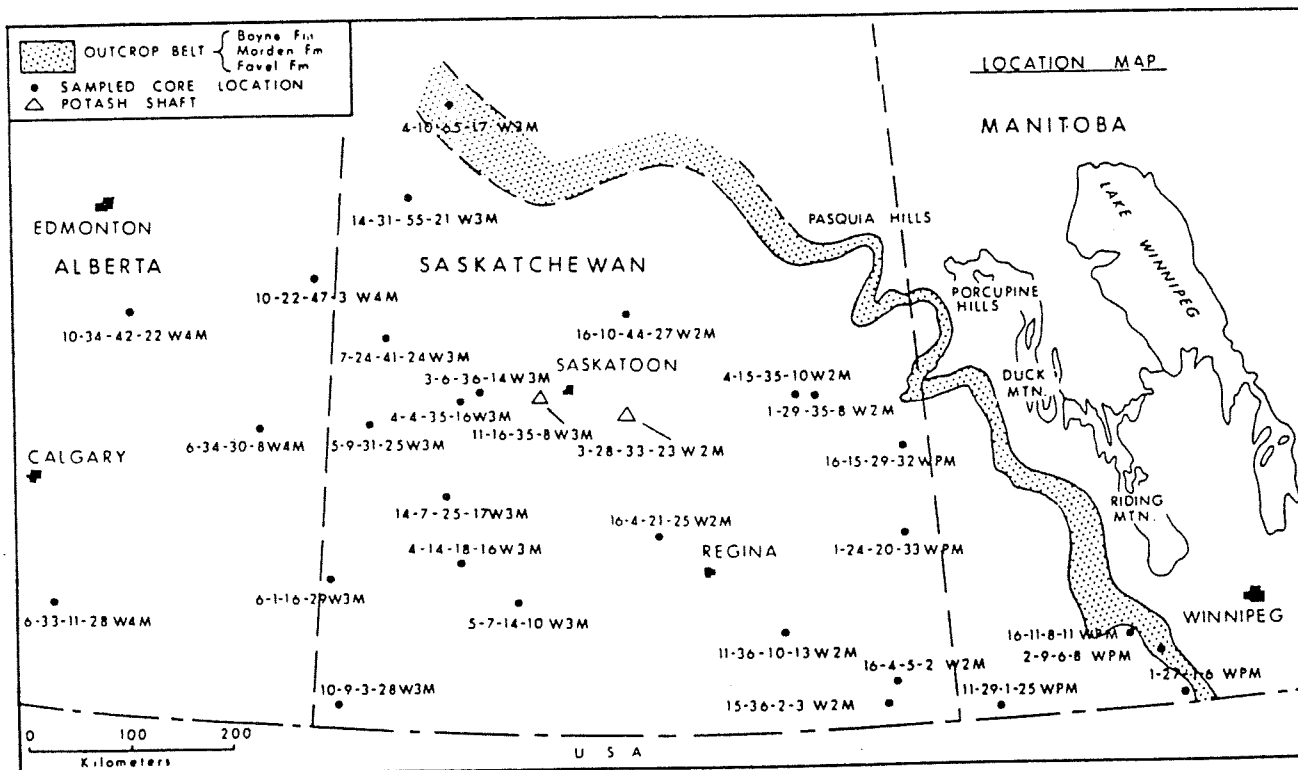 OUTCROP BELT
Boyne Fm
Morden Fm
Favel Fm
SAMPLED CORE LOCATION
POTASH SHAFT
LOCATION MAP
MANITOBA
4-10-65-17 W3M
LAKE WINNIPEG
EDMONTON
ALBERTA
14-31-55-21 W3M
PASQUIA HILLS
SASKATCHEWAN
10-22-47-3 W4M
PORCUPINE
HILLS
10-34-42-22 W4M
16-10-44-27 W2M
7-24-41-24 W3M
SASKATOON
3-6-36-14 W3M
4-15-35-10 W2M
DUCK
MTN.
4-4-35-16 W3M
1-29-35-8 W2M
11-16-35-8 W3M
6-34-30-8 W4M
5-9-31-25 W3M
3-28-33-23 W2M
CALGARY
16-15-29-32 WPM
RIDING
MTN.
14-7-25-17 W3M
16-4-21-25 W2M
4-14-18-16 W3M
REGINA
1-24-20-33 WPM
6-1-16-29 W3M
6-33-11-28 W4M
5-7-14-10 W3M
WINNIPEG
11-36-10-13 W2M
16-11-8-11 WPM
2-9-6-8 WPM
16-4-5-2 W2M
1-27-1-6 WPM
10-9-3-28 W3M
15-36-2-3 W2M
11-29-1-25 WPM
0 100 200
Kilometers
U S A